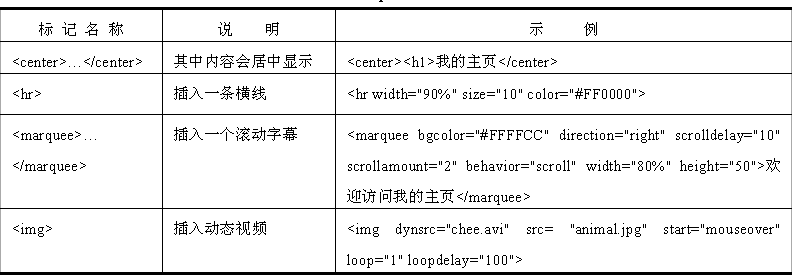 标 记 名 称 说 明 示 例
<center>…</center> 其中内容会居中显示 <center><h1>我的主页</center>
<hr> 插入一条横线 <hr width="90%" size="10" color="#FF0000">
<marquee>… 插入一个滚动字幕 <marquee bgcolor="#FFFFCC" direction="right" scrolldelay="10"
</marquee> scrollamount="2" behavior="scroll" width="80%" height="50">欢
迎访问我的主页</marquee>
<img> 插入动态视频 <img dynsrc="chee.avi" src= "animal.jpg" start="mouseover"
loop="1" loopdelay="100">